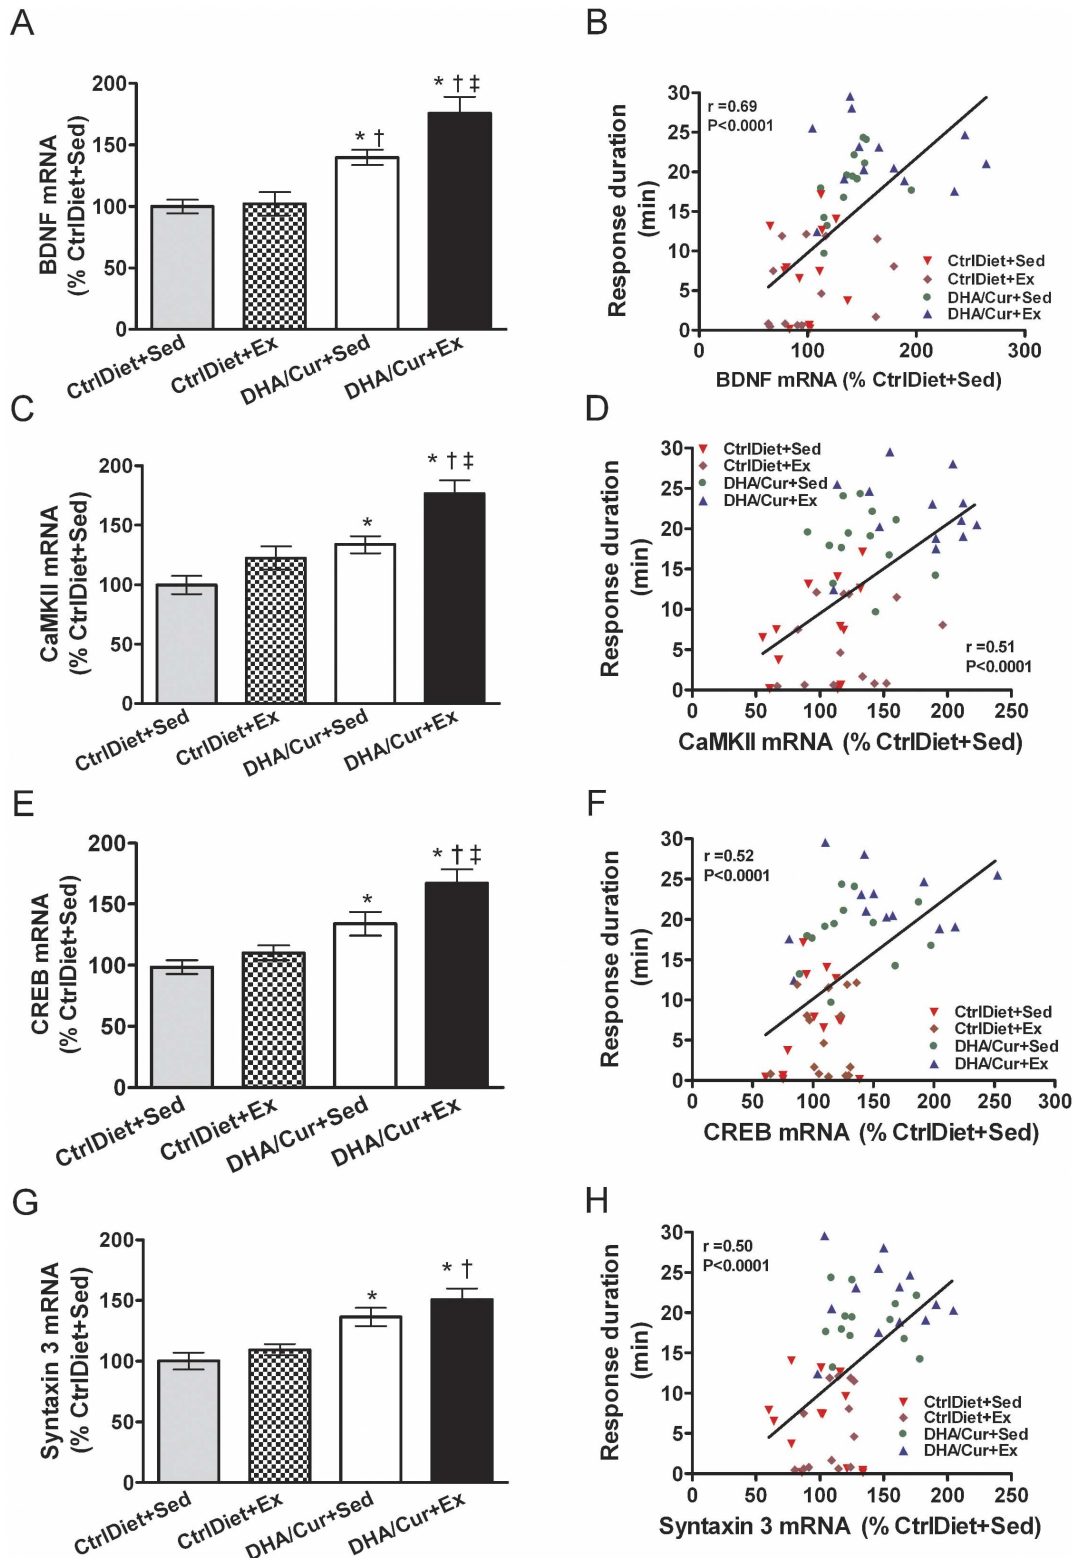 A
BDNF mRNA
(% CtrlDiet+Sed)
200
150
100
50
0
* †
* † ‡
CtrlDiet+Sed
CtrlDiet+Ex
DHA/Cur+Sed
DHA/Cur+Ex
B
Response duration
(min)
30
25
20
15
10
5
0
r =0.69
P<0.0001
CtrlDiet+Sed
CtrlDiet+Ex
DHA/Cur+Sed
DHA/Cur+Ex
0 100 200 300
BDNF mRNA (% CtrlDiet+Sed)
C
CaMKII mRNA
(% CtrlDiet+Sed)
200
150
100
50
0
*
* † ‡
CtrlDiet+Sed
CtrlDiet+Ex
DHA/Cur+Sed
DHA/Cur+Ex
D
Response duration
(min)
30
25
20
15
10
5
0
CtrlDiet+Sed
CtrlDiet+Ex
DHA/Cur+Sed
DHA/Cur+Ex
r =0.51
P<0.0001
0 50 100 150 200 250
CaMKII mRNA (% CtrlDiet+Sed)
E
CREB mRNA
(% CtrlDiet+Sed)
200
150
100
50
0
*
* † ‡
CtrlDiet+Sed
CtrlDiet+Ex
DHA/Cur+Sed
DHA/Cur+Ex
F
Response duration
(min)
30
25
20
15
10
5
0
r =0.52
P<0.0001
CtrlDiet+Sed
CtrlDiet+Ex
DHA/Cur+Sed
DHA/Cur+Ex
0 50 100 150 200 250 300
CREB mRNA (% CtrlDiet+Sed)
G
Syntaxin 3 mRNA
(% CtrlDiet+Sed)
200
150
100
50
0
*
* †
CtrlDiet+Sed
CtrlDiet+Ex
DHA/Cur+Sed
DHA/Cur+Ex
H
Response duration
(min)
30
25
20
15
10
5
0
r =0.50
P<0.0001
CtrlDiet+Sed
CtrlDiet+Ex
DHA/Cur+Sed
DHA/Cur+Ex
0 50 100 150 200 250
Syntaxin 3 mRNA (% CtrlDiet+Sed)